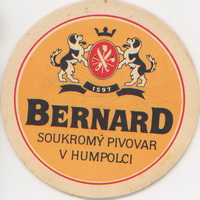 1597
BERNARD
SOUKROMÝ PIVOVAR
V HUMPOLCI